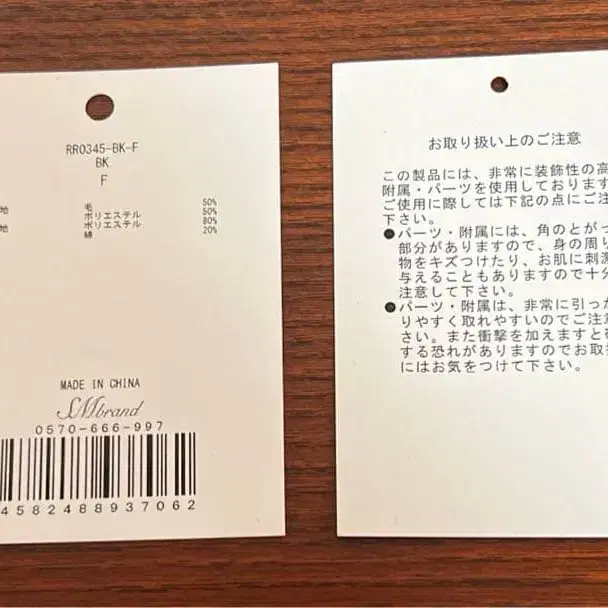 RR0345-BK-F
BK
F
地 毛 50%
ポリエステル 50%
地 ポリエステル 80%
綿 20%
MADE IN CHINA
SMbrand
0570-666-997
4582488937062
お取り扱い上のご注意
この製品には、非常に装飾性の高
附属・パーツを使用しております
ご使用に際しては下記の点にご注
下さい。
●パーツ・附属には、角のとがっ
部分がありますので、身の周り
物をキズつけたり、お肌に刺激
与えることもありますので十分
注意して下さい。
●パーツ・附属は、非常に引っか
りやすく取れやすいのでご注意
さい。また衝撃を加えますと破
する恐れがありますのでお取扱
にはお気をつけて下さい。